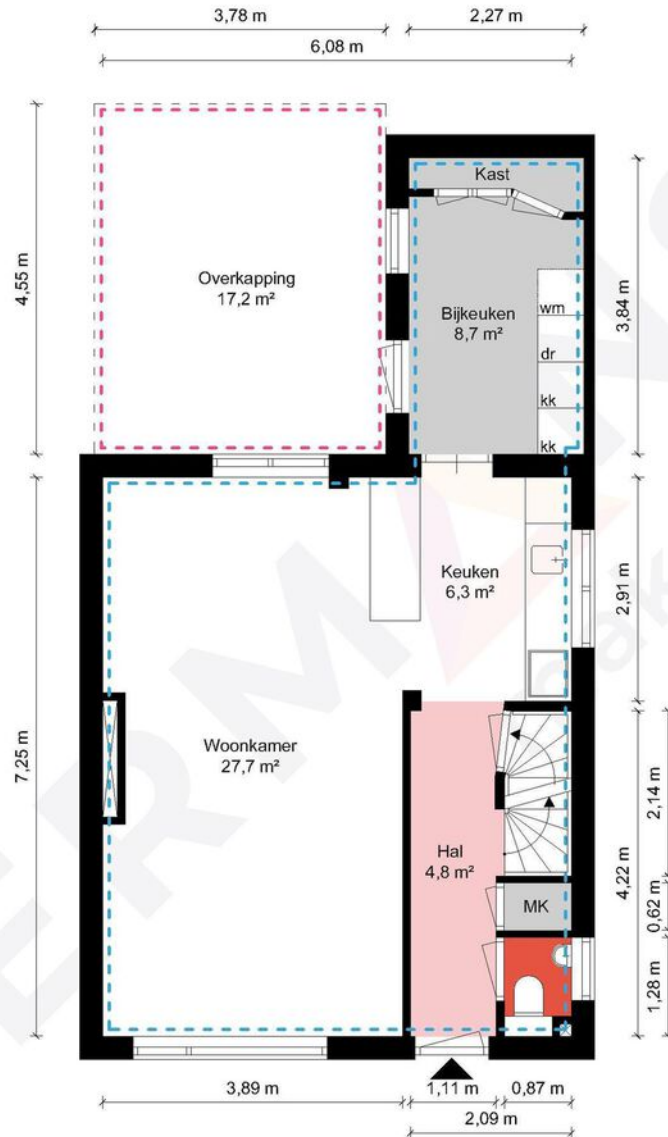 3,78 m
2,27 m
6,08 m
Kast
4,55 m
Overkapping
17,2 m²
Bijkeuken
8,7 m²
wm
dr
kk
kk
3,84 m
Keuken
6,3 m²
2,91 m
7,25 m
Woonkamer
27,7 m²
Hal
4,8 m²
MK
4,22 m
2,14 m
0,62 m
1,28 m
3,89 m
1,11 m
0,87 m
2,09 m